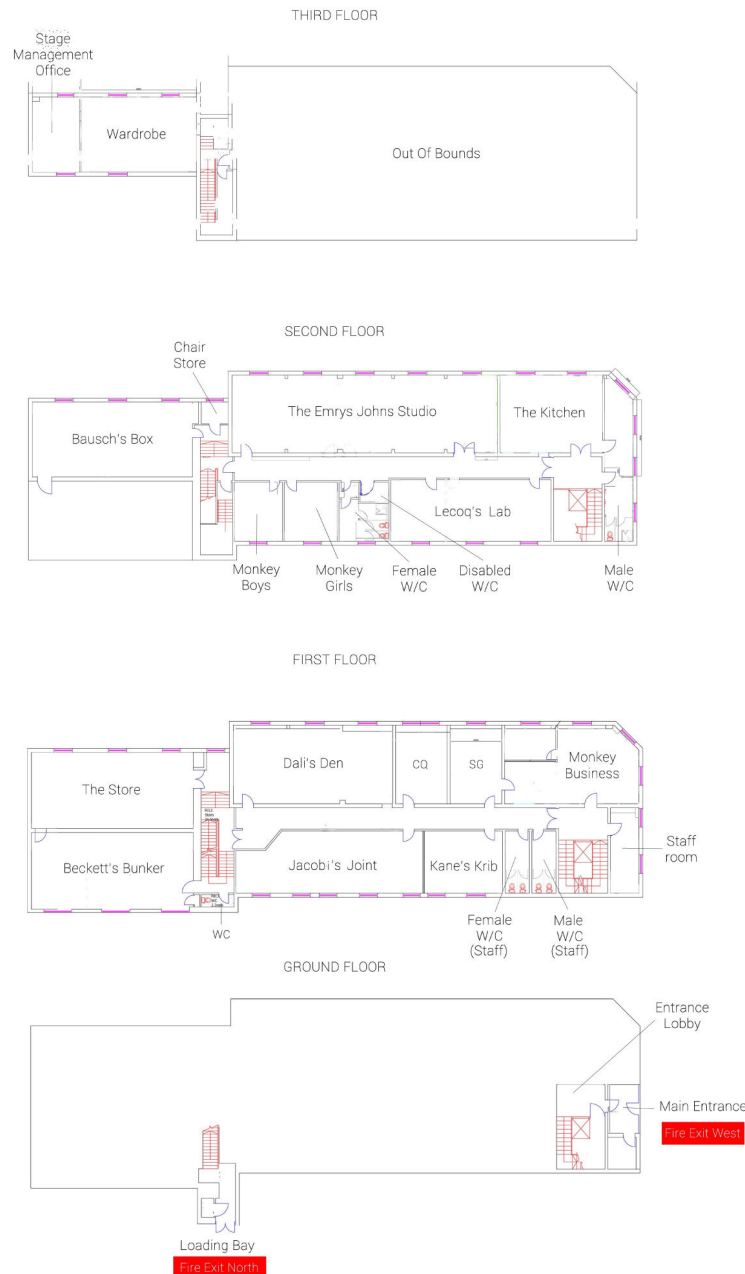 THIRD FLOOR
Stage
Management
Office
Wardrobe
Out Of Bounds
SECOND FLOOR
Chair
Store
Bausch's Box
The Emrys Johns Studio
The Kitchen
Lecoq's Lab
Monkey
Boys
Monkey
Girls
Female
W/C
Disabled
W/C
Male
W/C
FIRST FLOOR
The Store
Dali's Den
CQ
SG
Monkey
Business
Beckett's Bunker
Jacobi's Joint
Kane's Krib
Staff
room
WC
Female
W/C
(Staff)
Male
W/C
(Staff)
GROUND FLOOR
Entrance
Lobby
Main Entrance
Fire Exit West
Loading Bay
Fire Exit North